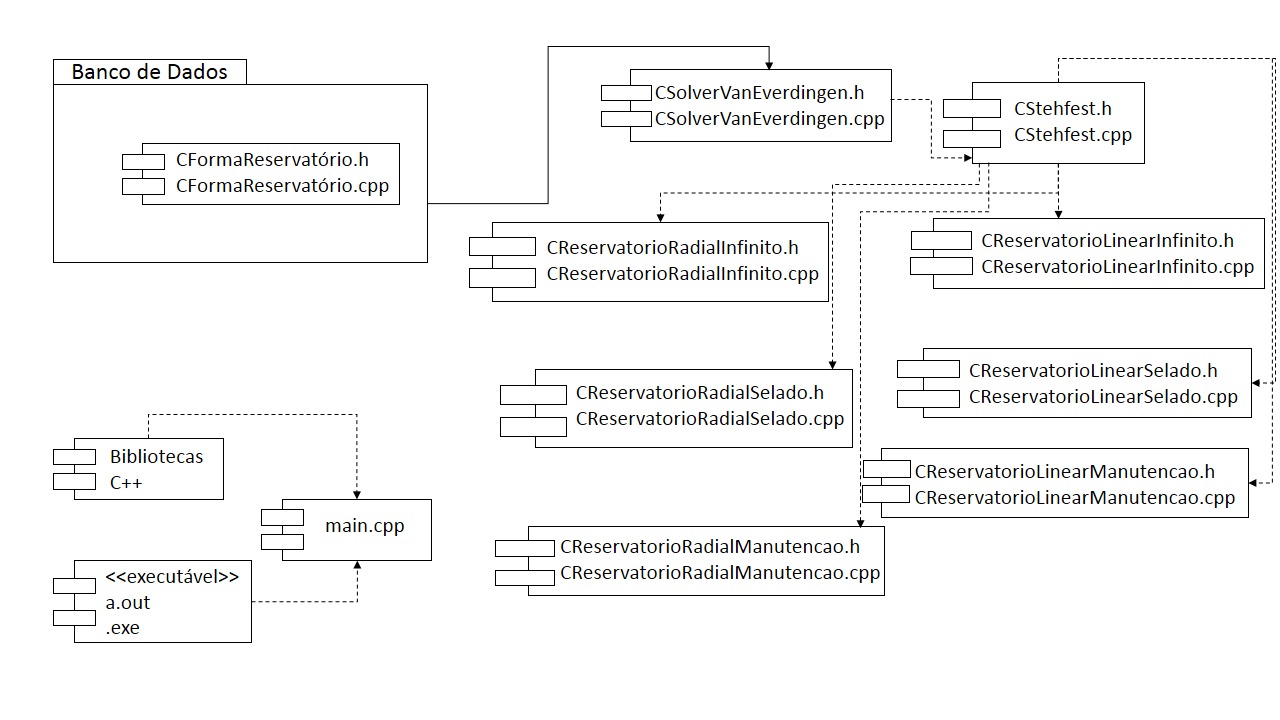 Banco de Dados
CFormaReservatório.h
CFormaReservatório.cpp
CSolverVanEverdingen.h
CSolverVanEverdingen.cpp
CStehfest.h
CStehfest.cpp
CReservatorioRadialInfinito.h
CReservatorioRadialInfinito.cpp
CReservatorioLinearInfinito.h
CReservatorioLinearInfinito.cpp
CReservatorioRadialSelado.h
CReservatorioRadialSelado.cpp
CReservatorioLinearSelado.h
CReservatorioLinearSelado.cpp
CReservatorioLinearManutencao.h
CReservatorioLinearManutencao.cpp
CReservatorioRadialManutencao.h
CReservatorioRadialManutencao.cpp
Bibliotecas
C++
main.cpp
<<executável>>
a.out
.exe